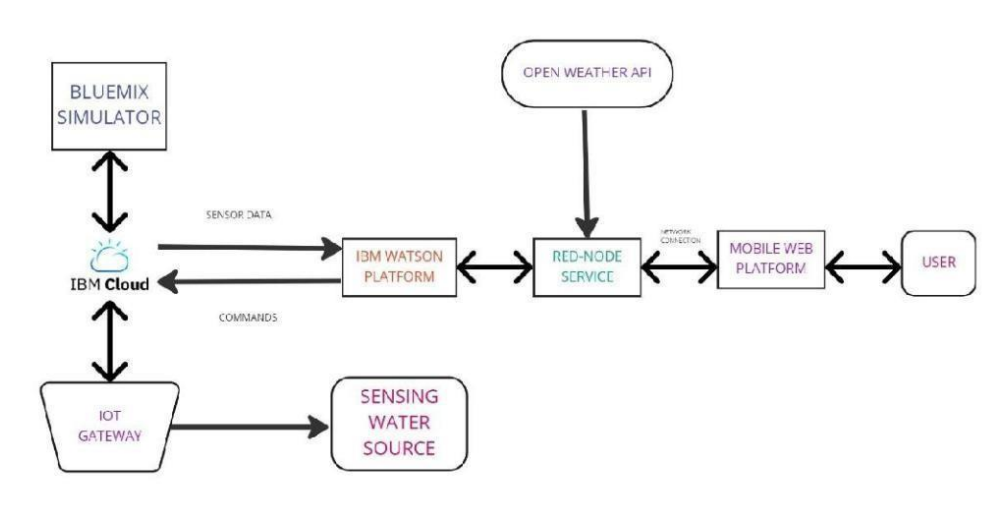 OPEN WEATHER API
BLUEMIX
SIMULATOR
SENSOR DATA
IBM Cloud
COMMANDS
IBM WATSON
PLATFORM
RED-NODE
SERVICE
NETWORK
CONNECTION
MOBILE WEB
PLATFORM
USER
IOT
GATEWAY
SENSING
WATER
SOURCE